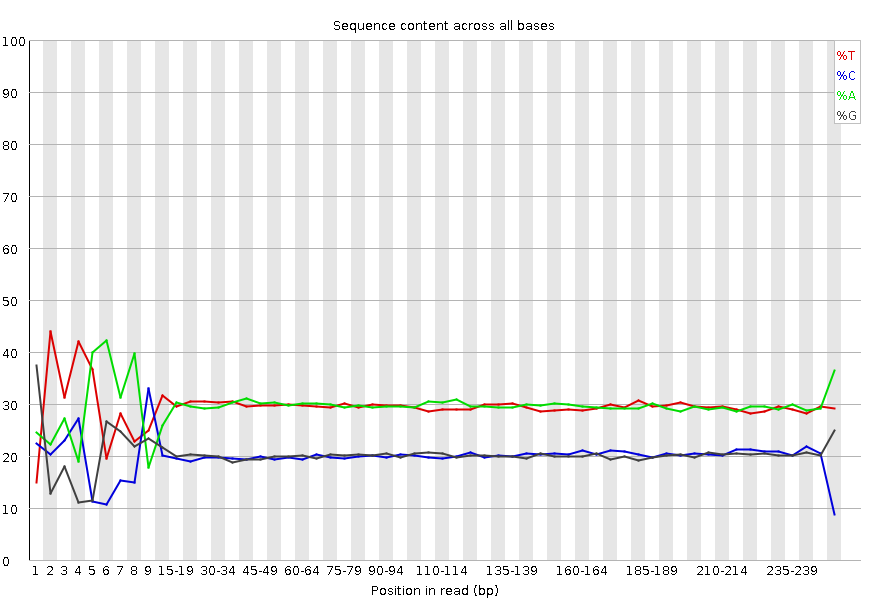 Sequence content across all bases
100
90
80
70
60
50
40
30
20
10
0
%T
%C
%A
%G
1 2 3 4 5 6 7 8 9 15-19 30-34 45-49 60-64 75-79 90-94 110-114 135-139 160-164 185-189 210-214 235-239
Position in read (bp)